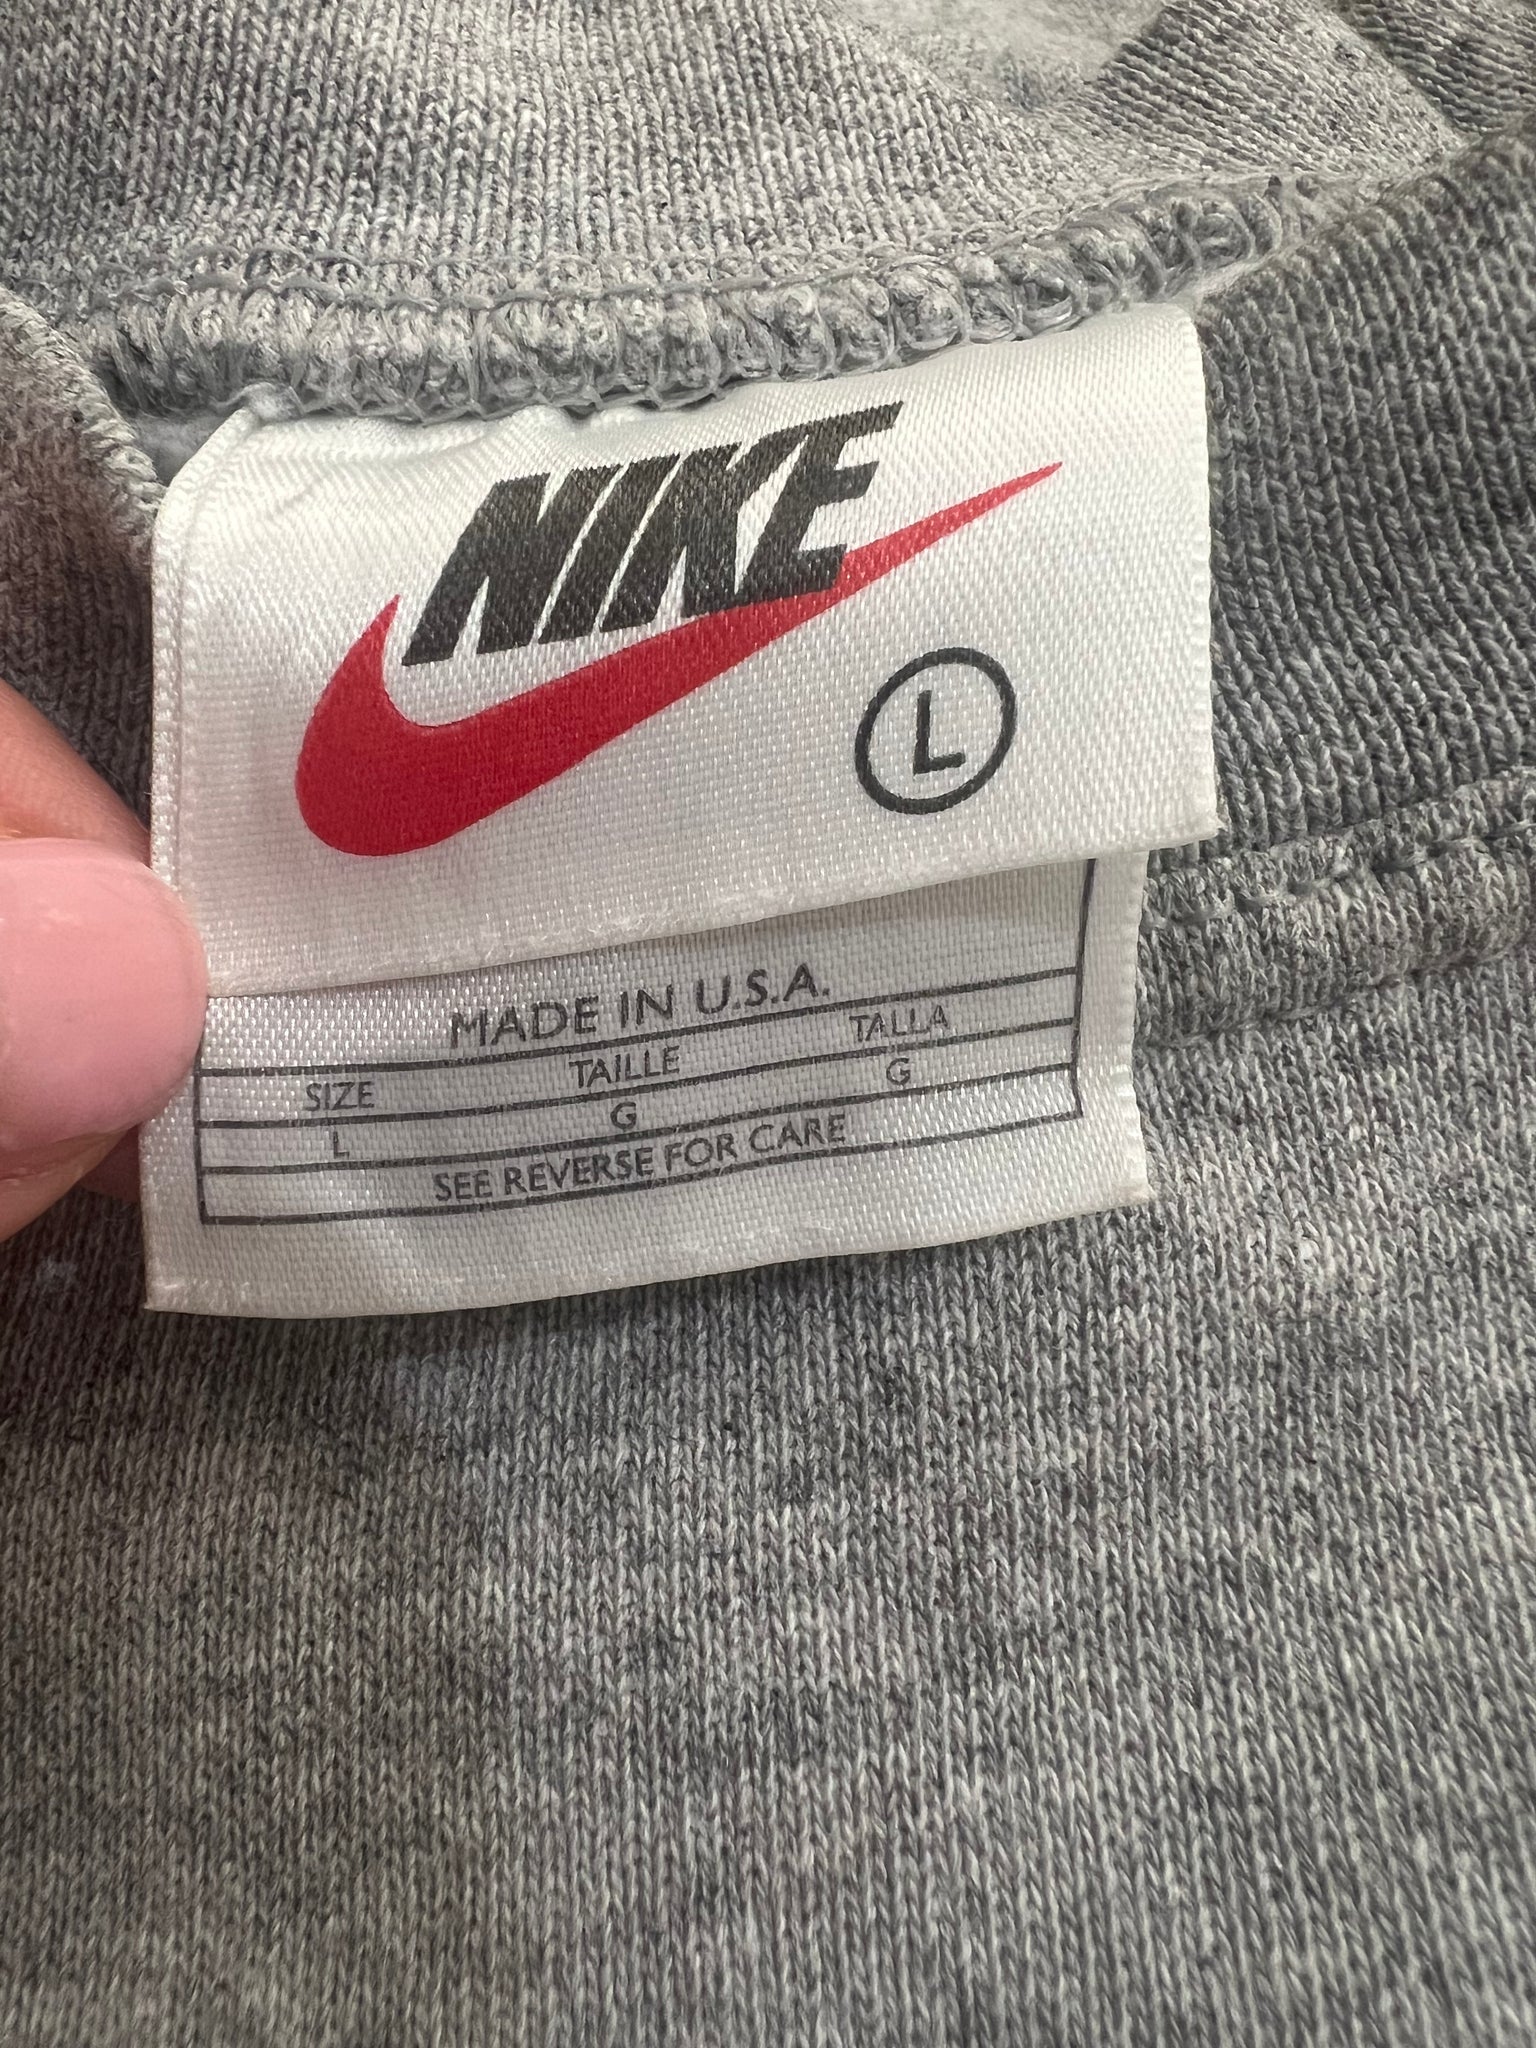 NIKE
L
MADE IN U.S.A.
SIZE TAILLE TALLA
L G G
SEE REVERSE FOR CARE